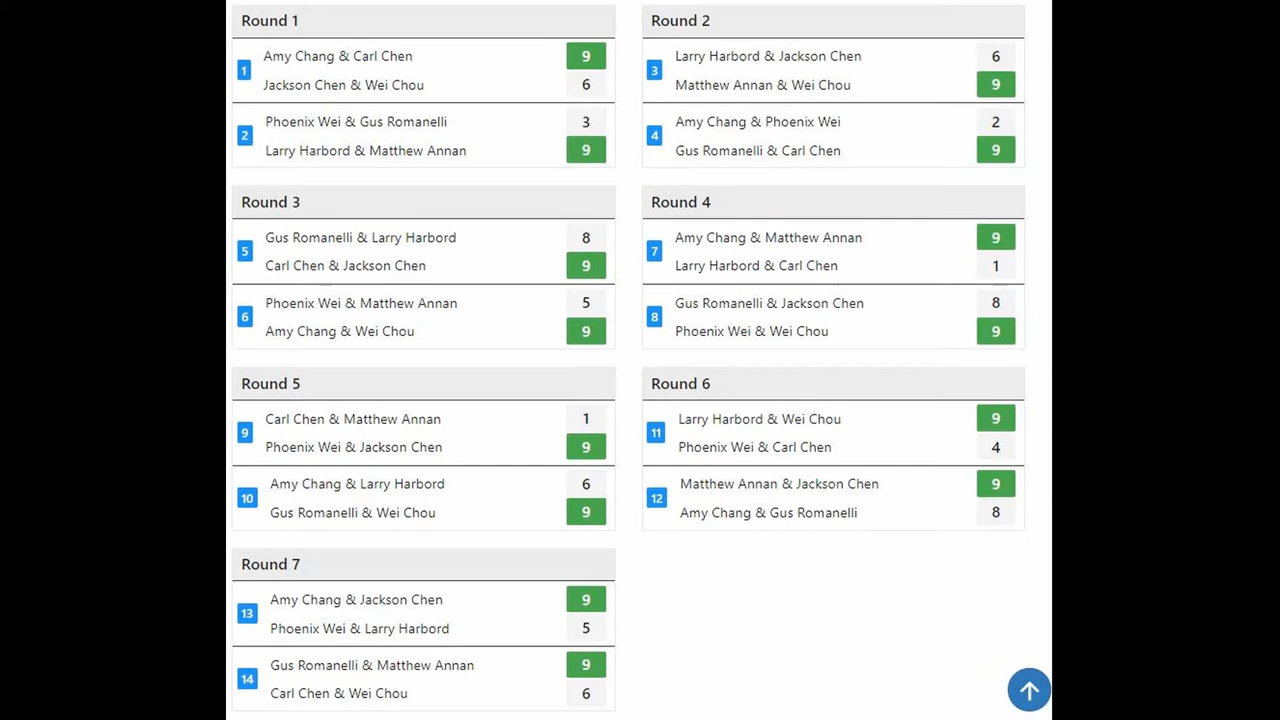 Round 1
1
Amy Chang & Carl Chen 9
Jackson Chen & Wei Chou 6
2
Phoenix Wei & Gus Romanelli 3
Larry Harbord & Matthew Annan 9
Round 2
3
Larry Harbord & Jackson Chen 6
Matthew Annan & Wei Chou 9
4
Amy Chang & Phoenix Wei 2
Gus Romanelli & Carl Chen 9
Round 3
5
Gus Romanelli & Larry Harbord 8
Carl Chen & Jackson Chen 9
6
Phoenix Wei & Matthew Annan 5
Amy Chang & Wei Chou 9
Round 4
7
Amy Chang & Matthew Annan 9
Larry Harbord & Carl Chen 1
8
Gus Romanelli & Jackson Chen 8
Phoenix Wei & Wei Chou 9
Round 5
9
Carl Chen & Matthew Annan 1
Phoenix Wei & Jackson Chen 9
10
Amy Chang & Larry Harbord 6
Gus Romanelli & Wei Chou 9
Round 6
11
Larry Harbord & Wei Chou 9
Phoenix Wei & Carl Chen 4
12
Matthew Annan & Jackson Chen 9
Amy Chang & Gus Romanelli 8
Round 7
13
Amy Chang & Jackson Chen 9
Phoenix Wei & Larry Harbord 5
14
Gus Romanelli & Matthew Annan 9
Carl Chen & Wei Chou 6